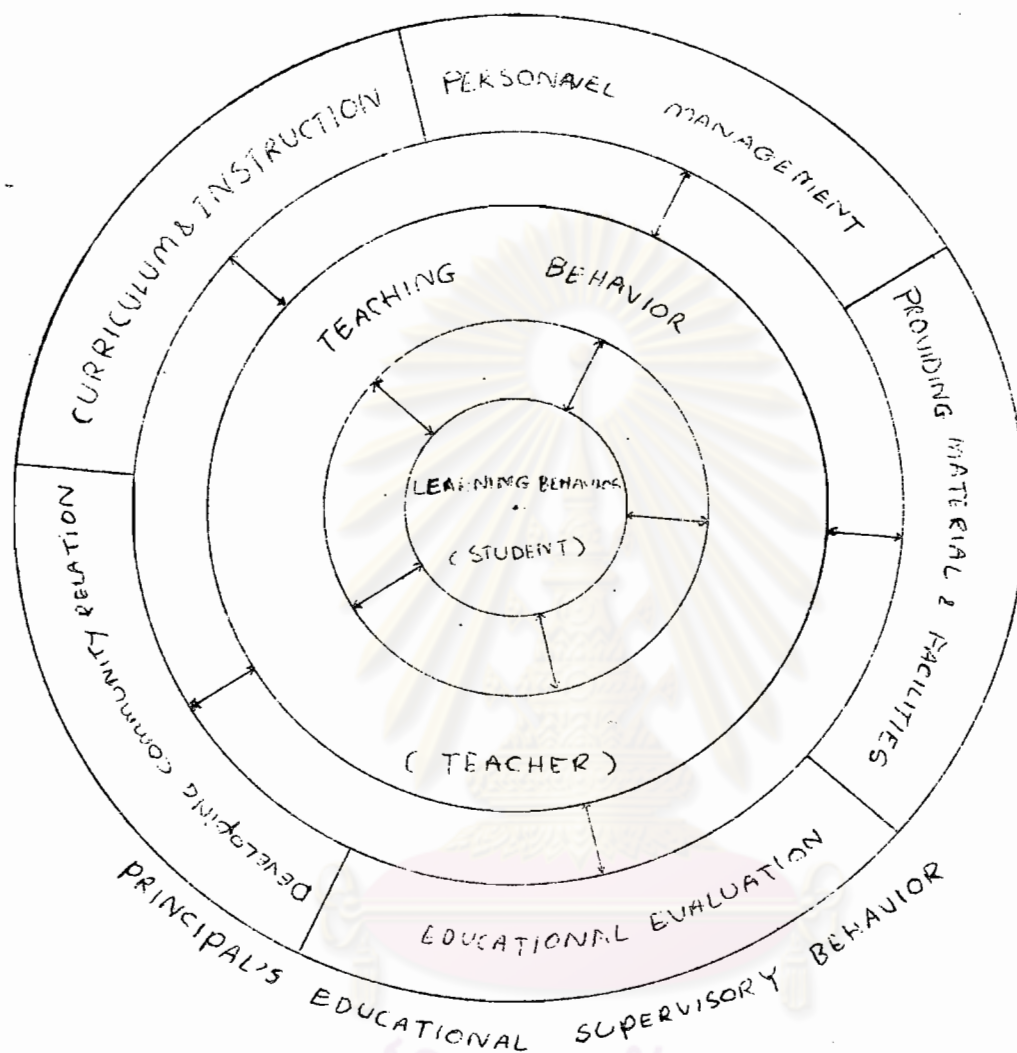 PERSONNEL MANAGEMENT
CURRICULUM & INSTRUCTION
PROVIDING MATERIAL & FACILITIES
TEACHING BEHAVIOR
LEARNING BEHAVIOR
(STUDENT)
(TEACHER)
DEVELOPING COMMUNITY RELATION
EDUCATIONAL EVALUATION
PRINCIPAL'S EDUCATIONAL SUPERVISORY BEHAVIOR